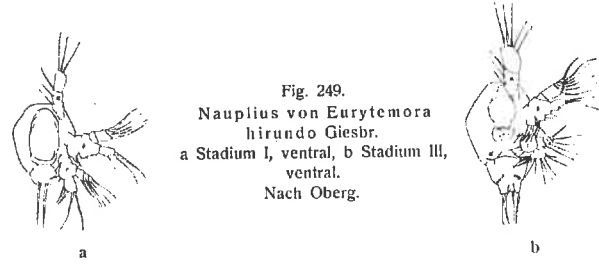 Fig. 249.
Nauplius von Eurytemora
hirundo Giesbr.
a Stadium I, ventral, b Stadium III,
ventral.
Nach Oberg.
a
b